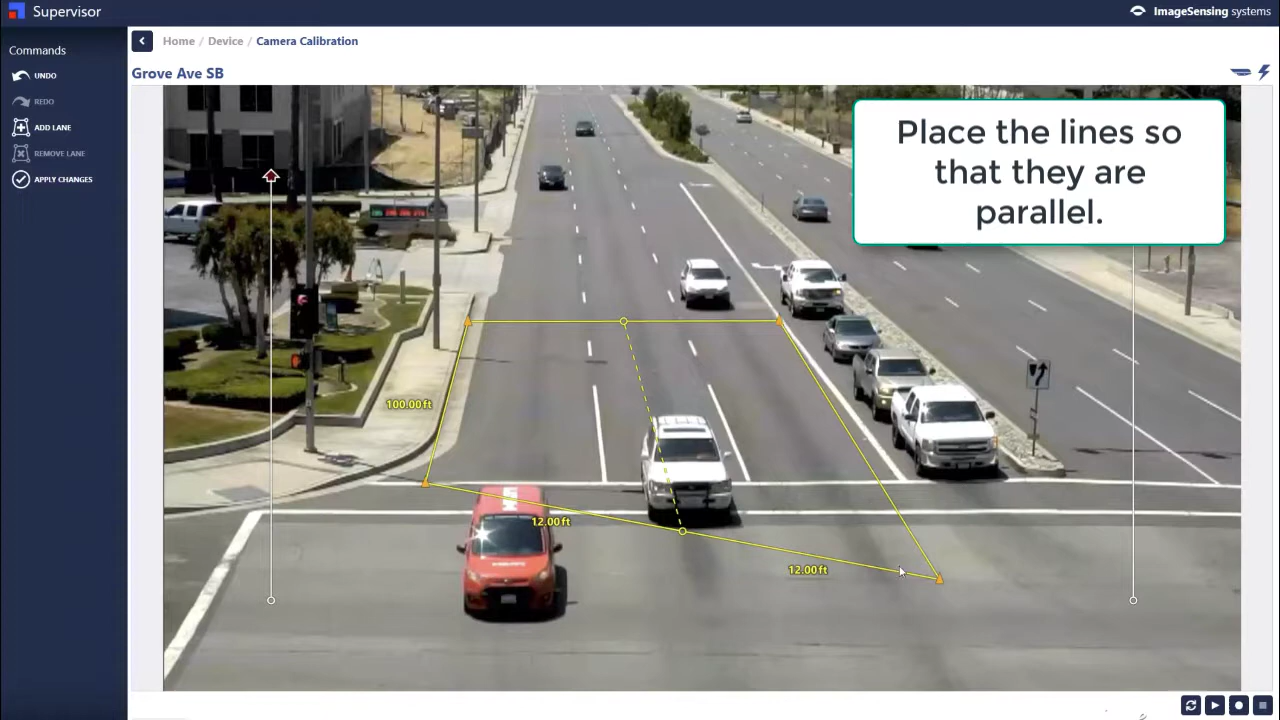 Supervisor
ImageSensing systems
Commands
UNDO
REDO
ADD LANE
REMOVE LANE
APPLY CHANGES
Home / Device / Camera Calibration
Grove Ave SB
Place the lines so
that they are
parallel.
100.00 ft
12.00 ft
12.00 ft